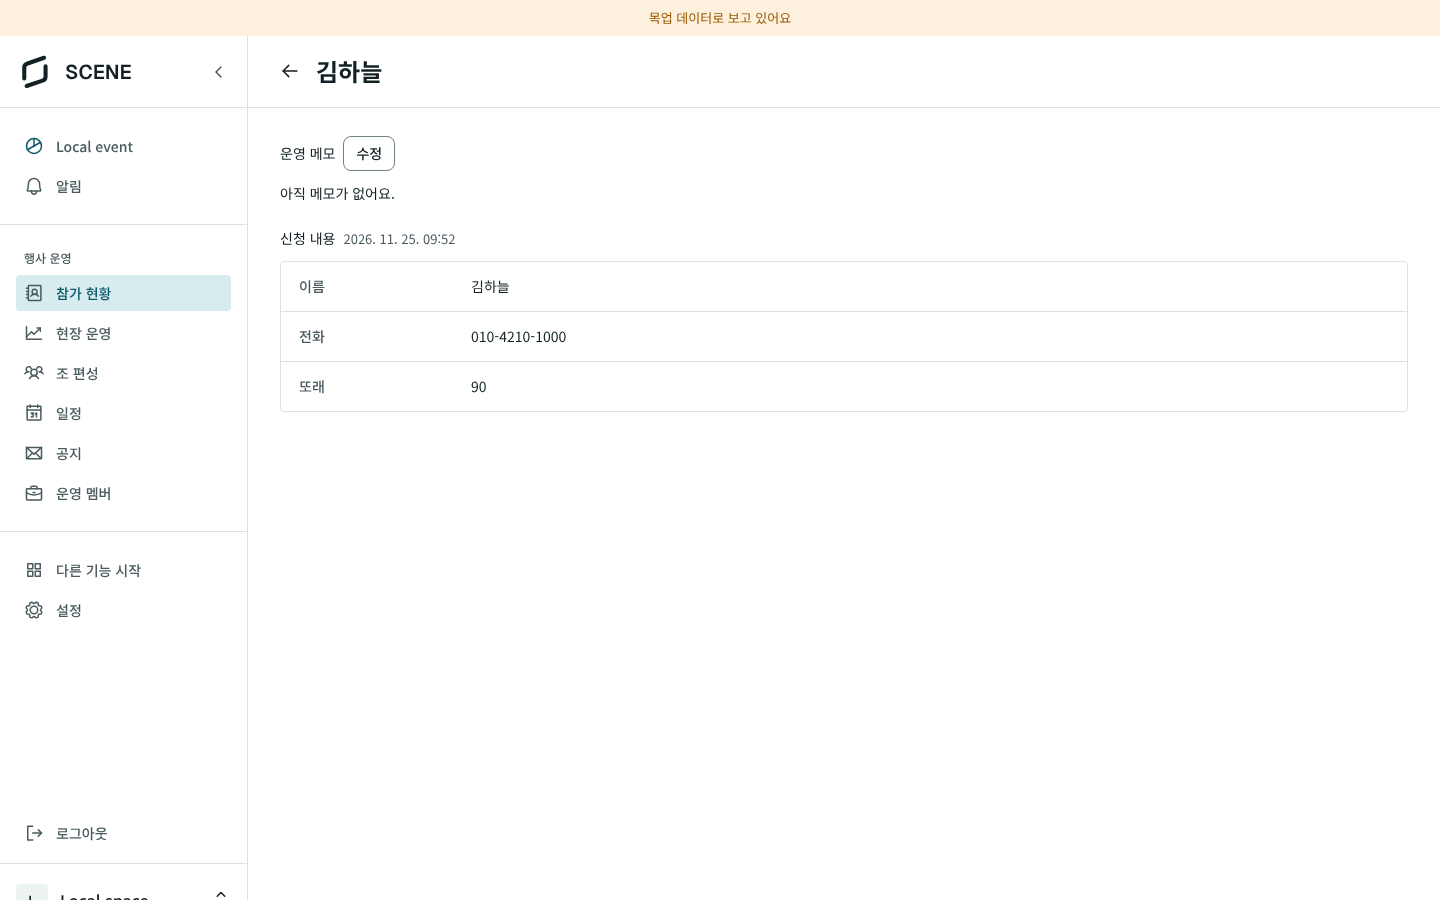 목업 데이터로 보고 있어요
SCENE
김하늘
Local event
알림
행사 운영
참가 현황
현장 운영
조 편성
31
일정
공지
운영 멤버
다른 기능 시작
설정
로그아웃
Local space
운영 메모 수정
아직 메모가 없어요.
신청 내용 2026. 11. 25. 09:52
이름 김하늘
전화 010-4210-1000
또래 90